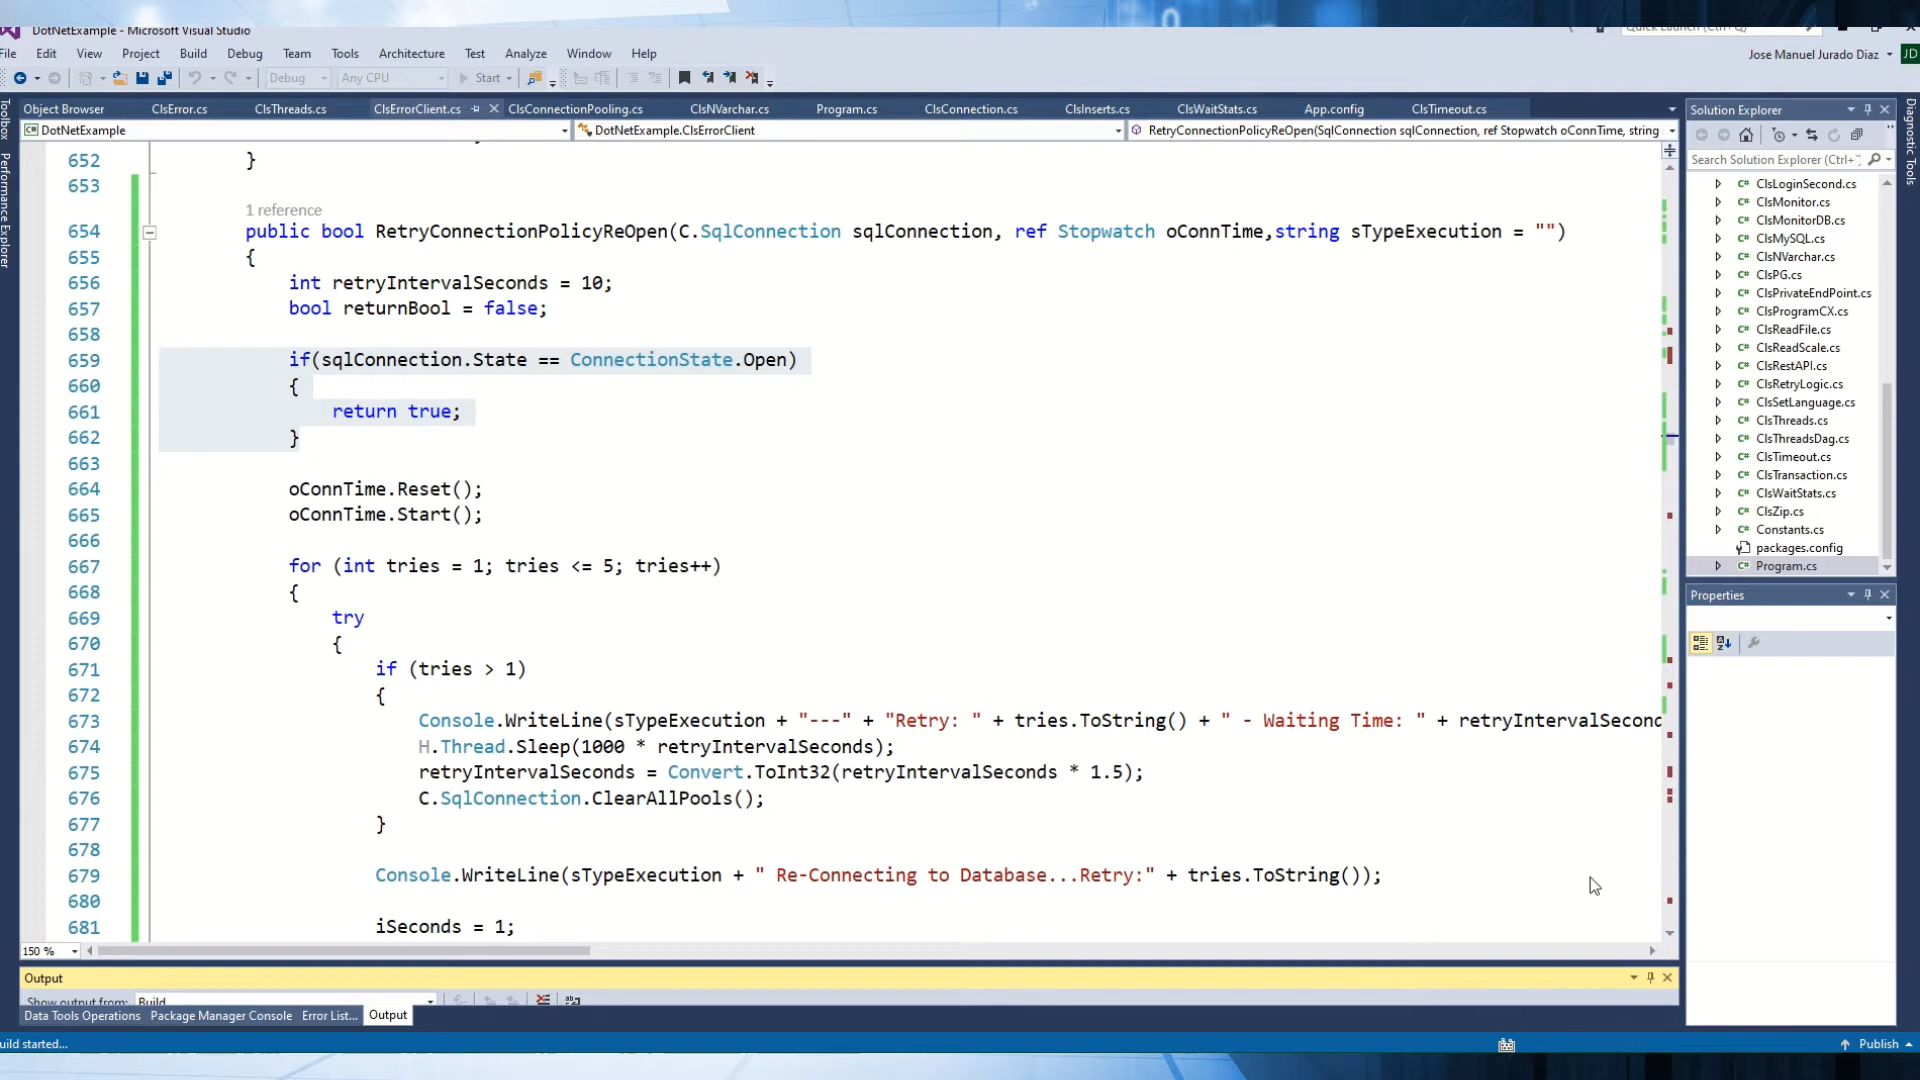 DotNetExample - Microsoft Visual Studio
Quick Launch (Ctrl+Q)
File Edit View Project Build Debug Team Tools Architecture Test Analyze Window Help
Jose Manuel Jurado Diaz JD
Debug Any CPU Start
Toolbox
Performance Explorer
Object Browser ClsError.cs ClsThreads.cs ClsErrorClient.cs ClsConnectionPooling.cs ClsNVarchar.cs Program.cs ClsConnection.cs ClsInserts.cs ClsWaitStats.cs App.config ClsTimeout.cs
DotNetExample DotNetExample.ClsErrorClient RetryConnectionPolicyReOpen(SqlConnection sqlConnection, ref Stopwatch oConnTime, string
652 }
653
1 reference
654 public bool RetryConnectionPolicyReOpen(C.SqlConnection sqlConnection, ref Stopwatch oConnTime,string sTypeExecution = "")
655 {
656 int retryIntervalSeconds = 10;
657 bool returnBool = false;
658
659 if(sqlConnection.State == ConnectionState.Open)
660 {
661 return true;
662 }
663
664 oConnTime.Reset();
665 oConnTime.Start();
666
667 for (int tries = 1; tries <= 5; tries++)
668 {
669 try
670 {
671 if (tries > 1)
672 {
673 Console.WriteLine(sTypeExecution + "---" + "Retry: " + tries.ToString() + " - Waiting Time: " + retryIntervalSecond
674 H.Thread.Sleep(1000 * retryIntervalSeconds);
675 retryIntervalSeconds = Convert.ToInt32(retryIntervalSeconds * 1.5);
676 C.SqlConnection.ClearAllPools();
677 }
678
679 Console.WriteLine(sTypeExecution + " Re-Connecting to Database...Retry:" + tries.ToString());
680
681 iSeconds = 1;
150 %
Output
Show output from: Build
Data Tools Operations Package Manager Console Error List... Output
uild started...
Publish
Solution Explorer
Search Solution Explorer (Ctrl+
ClsLoginSecond.cs
ClsMonitor.cs
ClsMonitorDB.cs
ClsMySQL.cs
ClsNVarchar.cs
ClsPG.cs
ClsPrivateEndPoint.cs
ClsProgramCX.cs
ClsReadFile.cs
ClsReadScale.cs
ClsRestAPI.cs
ClsRetryLogic.cs
ClsSetLanguage.cs
ClsThreads.cs
ClsThreadsDag.cs
ClsTimeout.cs
ClsTransaction.cs
ClsWaitStats.cs
ClsZip.cs
Constants.cs
packages.config
Program.cs
Properties
Diagnostic Tools